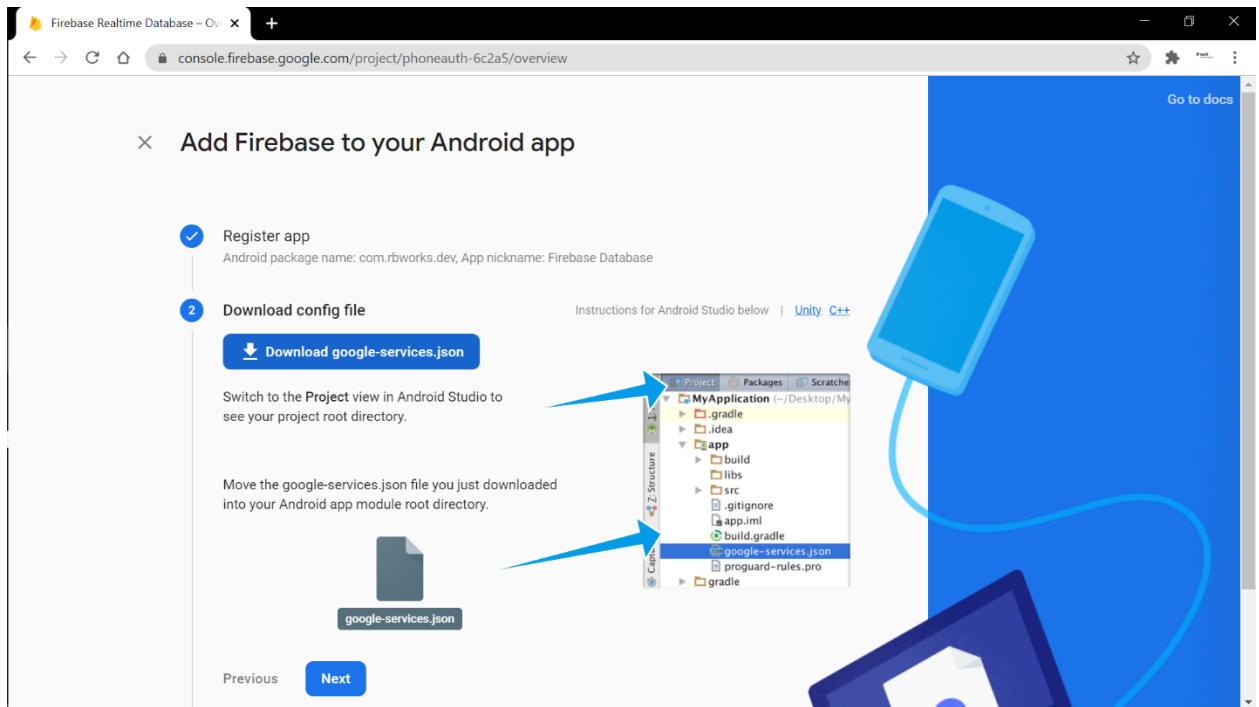 Firebase Realtime Database – Ov
console.firebase.google.com/project/phoneauth-6c2a5/overview
Go to docs
Add Firebase to your Android app
Register app
Android package name: com.rbworks.dev, App nickname: Firebase Database
2
Download config file
Instructions for Android Studio below | Unity C++
Download google-services.json
Switch to the Project view in Android Studio to
see your project root directory.
Move the google-services.json file you just downloaded
into your Android app module root directory.
google-services.json
Project Packages Scratche
MyApplication (~/Desktop/My
.gradle
.idea
app
build
libs
src
.gitignore
app.iml
build.gradle
google-services.json
proguard-rules.pro
gradle
Z: Structure
Captu
Previous
Next